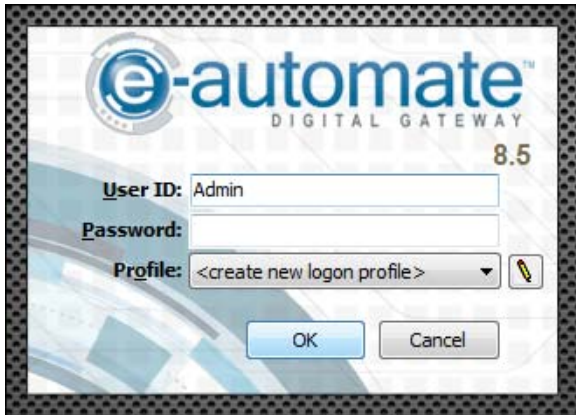 e-automate™
DIGITAL GATEWAY
8.5
User ID: Admin
Password:
Profile: <create new logon profile>
OK Cancel